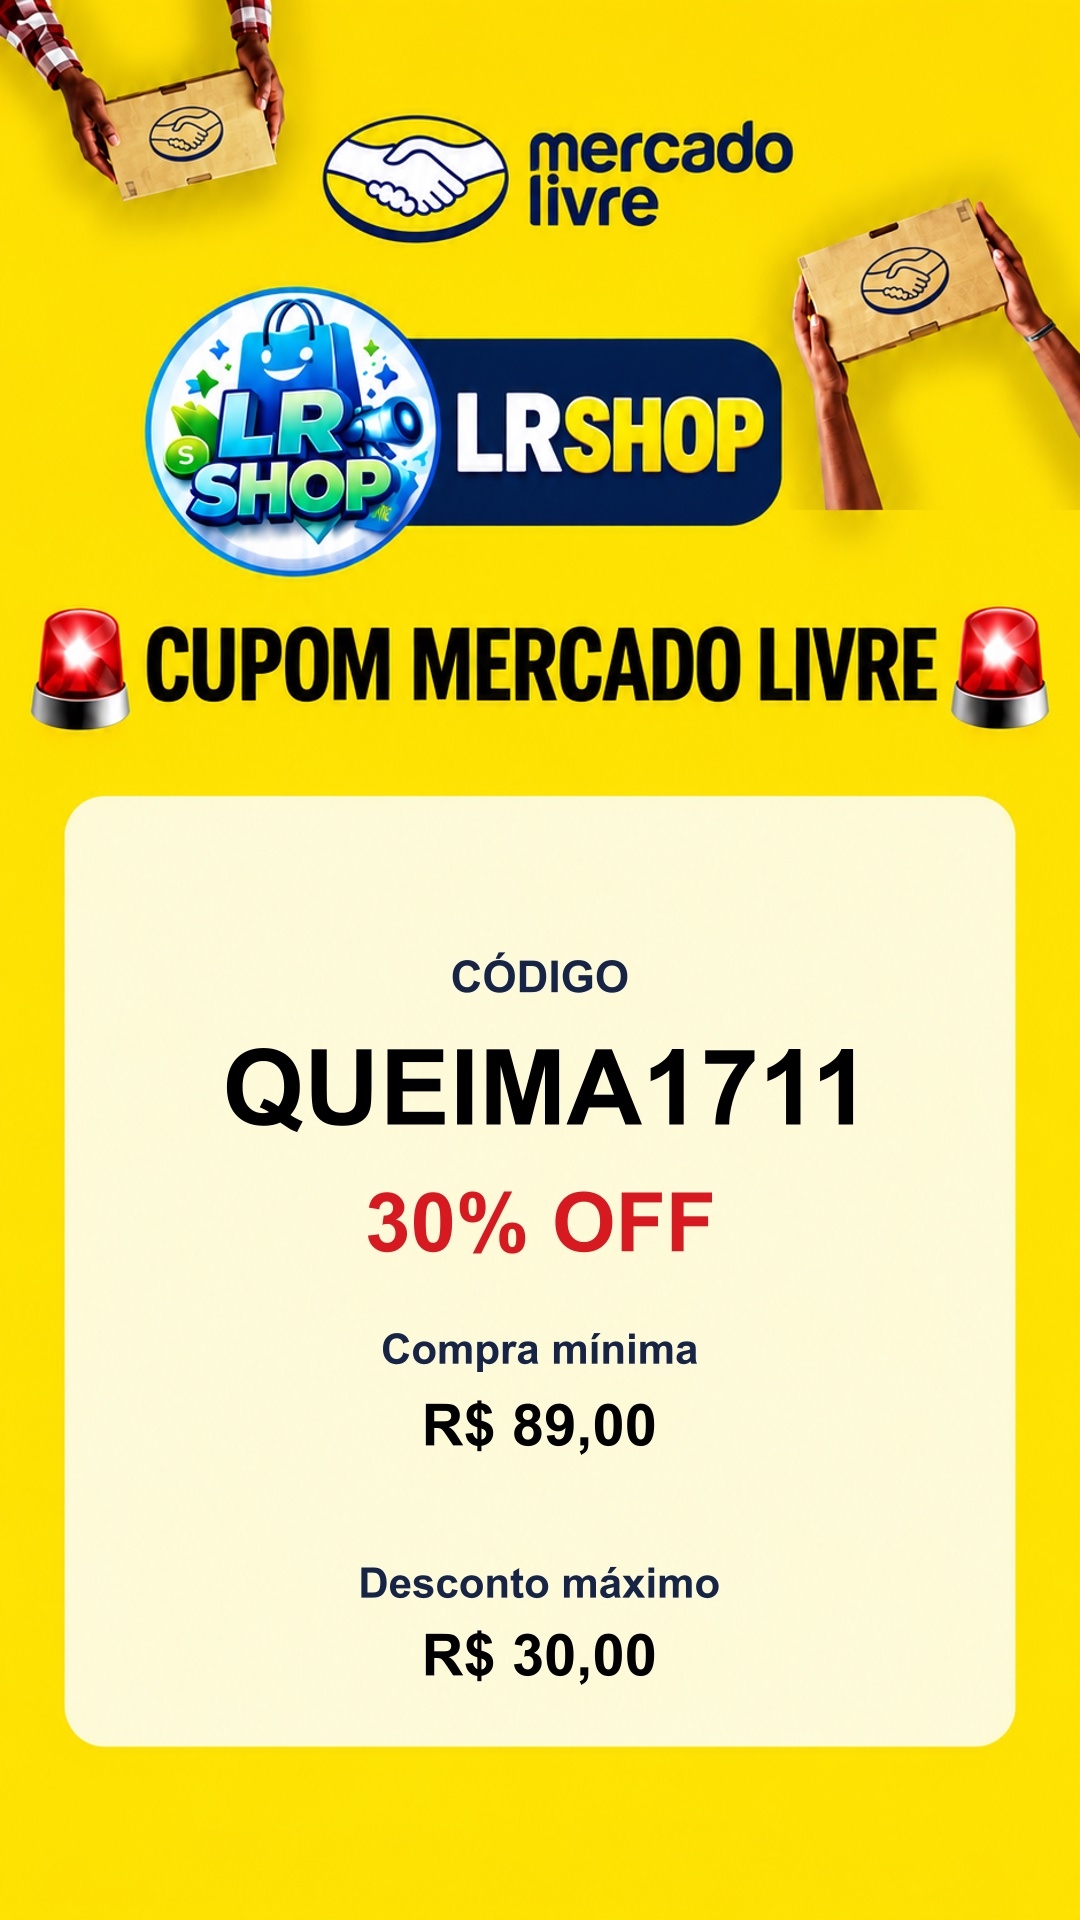 mercado
livre
LR
SHOP
S
LRSHOP
CUPOM MERCADO LIVRE
CÓDIGO
QUEIMA1711
30% OFF
Compra mínima
R$ 89,00
Desconto máximo
R$ 30,00